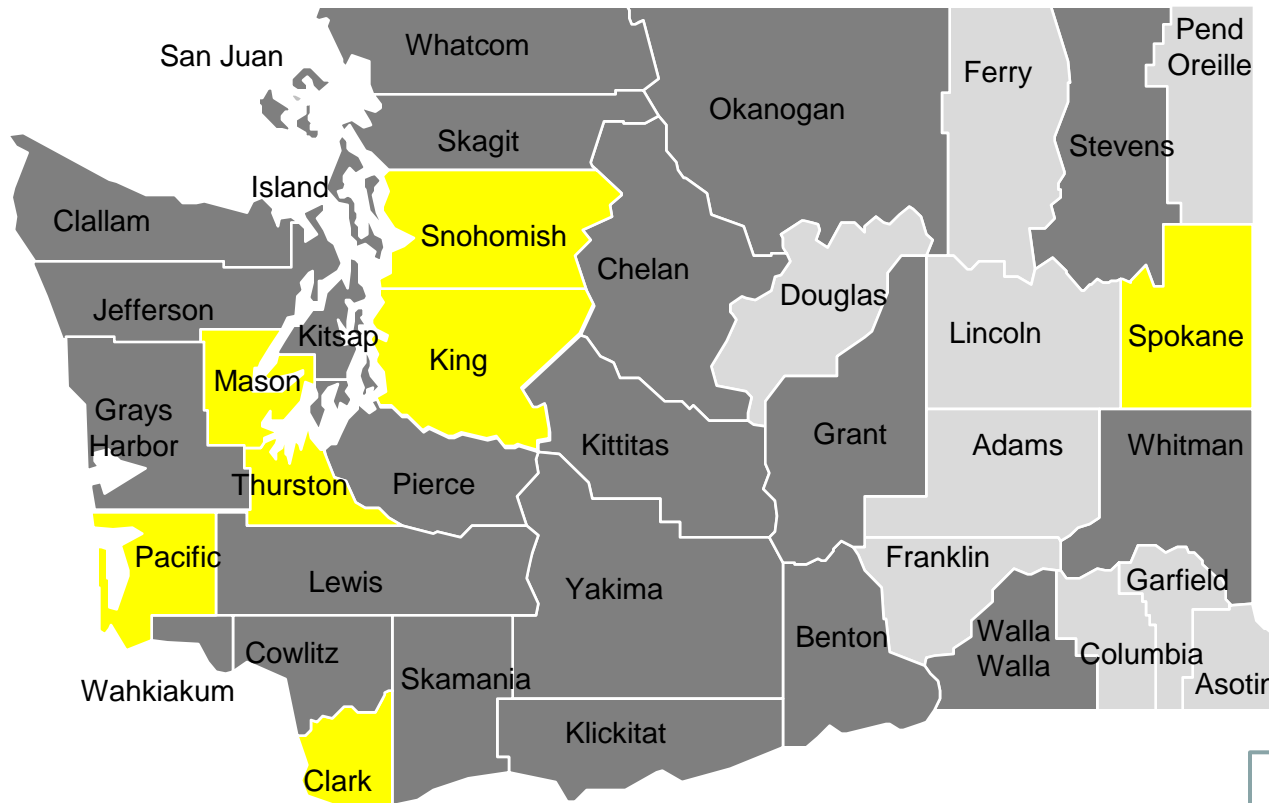 Pend
Oreille
Whatcom
San Juan
Ferry
Okanogan
Skagit
Stevens
Island
Clallam
Snohomish
Chelan
Douglas
Jefferson
Kitsap
Lincoln
Spokane
King
Mason
Grays
Harbor
Grant
Adams
Whitman
Kittitas
Thurston
Pierce
Pacific
Franklin
Lewis
Yakima
Garfield
Benton
Walla
Walla
Cowlitz
Columbia
Skamania
Wahkiakum
Asotin
Klickitat
Clark